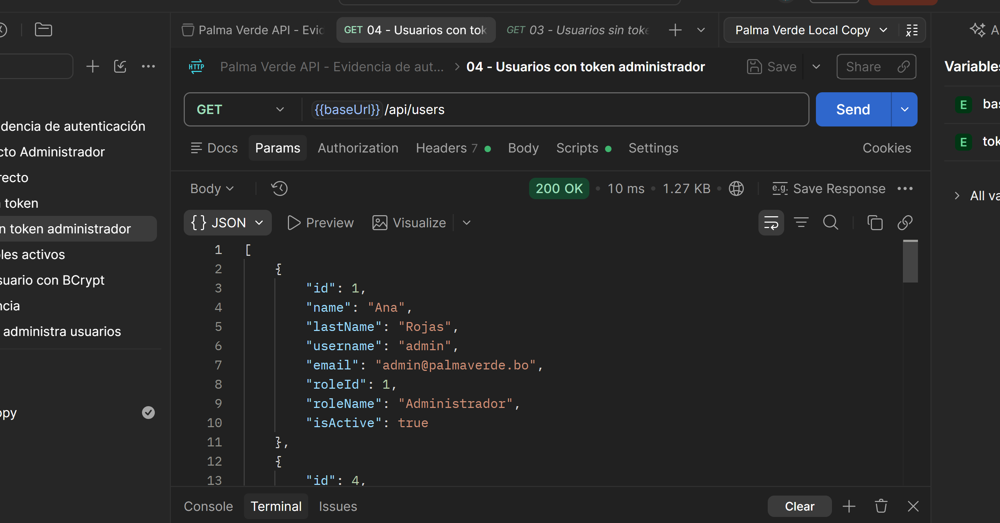 Palma Verde API - Evid
GET 04 - Usuarios con tok
GET 03 - Usuarios sin toke
Palma Verde Local Copy
HTTP
Palma Verde API - Evidencia de aut...
04 - Usuarios con token administrador
Save
Share
Variables
GET
{{baseUrl}}/api/users
Send
E bas
Docs
Params
Authorization
Headers 7
Body
Scripts
Settings
Cookies
E tok
dencia de autenticación
cto Administrador
recto
token
n token administrador
les activos
suario con BCrypt
ncia
administra usuarios
opy
Body
200 OK
10 ms
1.27 KB
e.g. Save Response
All va
{ } JSON
Preview
Visualize
1 [
2 {
3 "id": 1,
4 "name": "Ana",
5 "lastName": "Rojas",
6 "username": "admin",
7 "email": "admin@palmaverde.bo",
8 "roleId": 1,
9 "roleName": "Administrador",
10 "isActive": true
11 },
12 {
13 "id": 4,
Console
Terminal
Issues
Clear